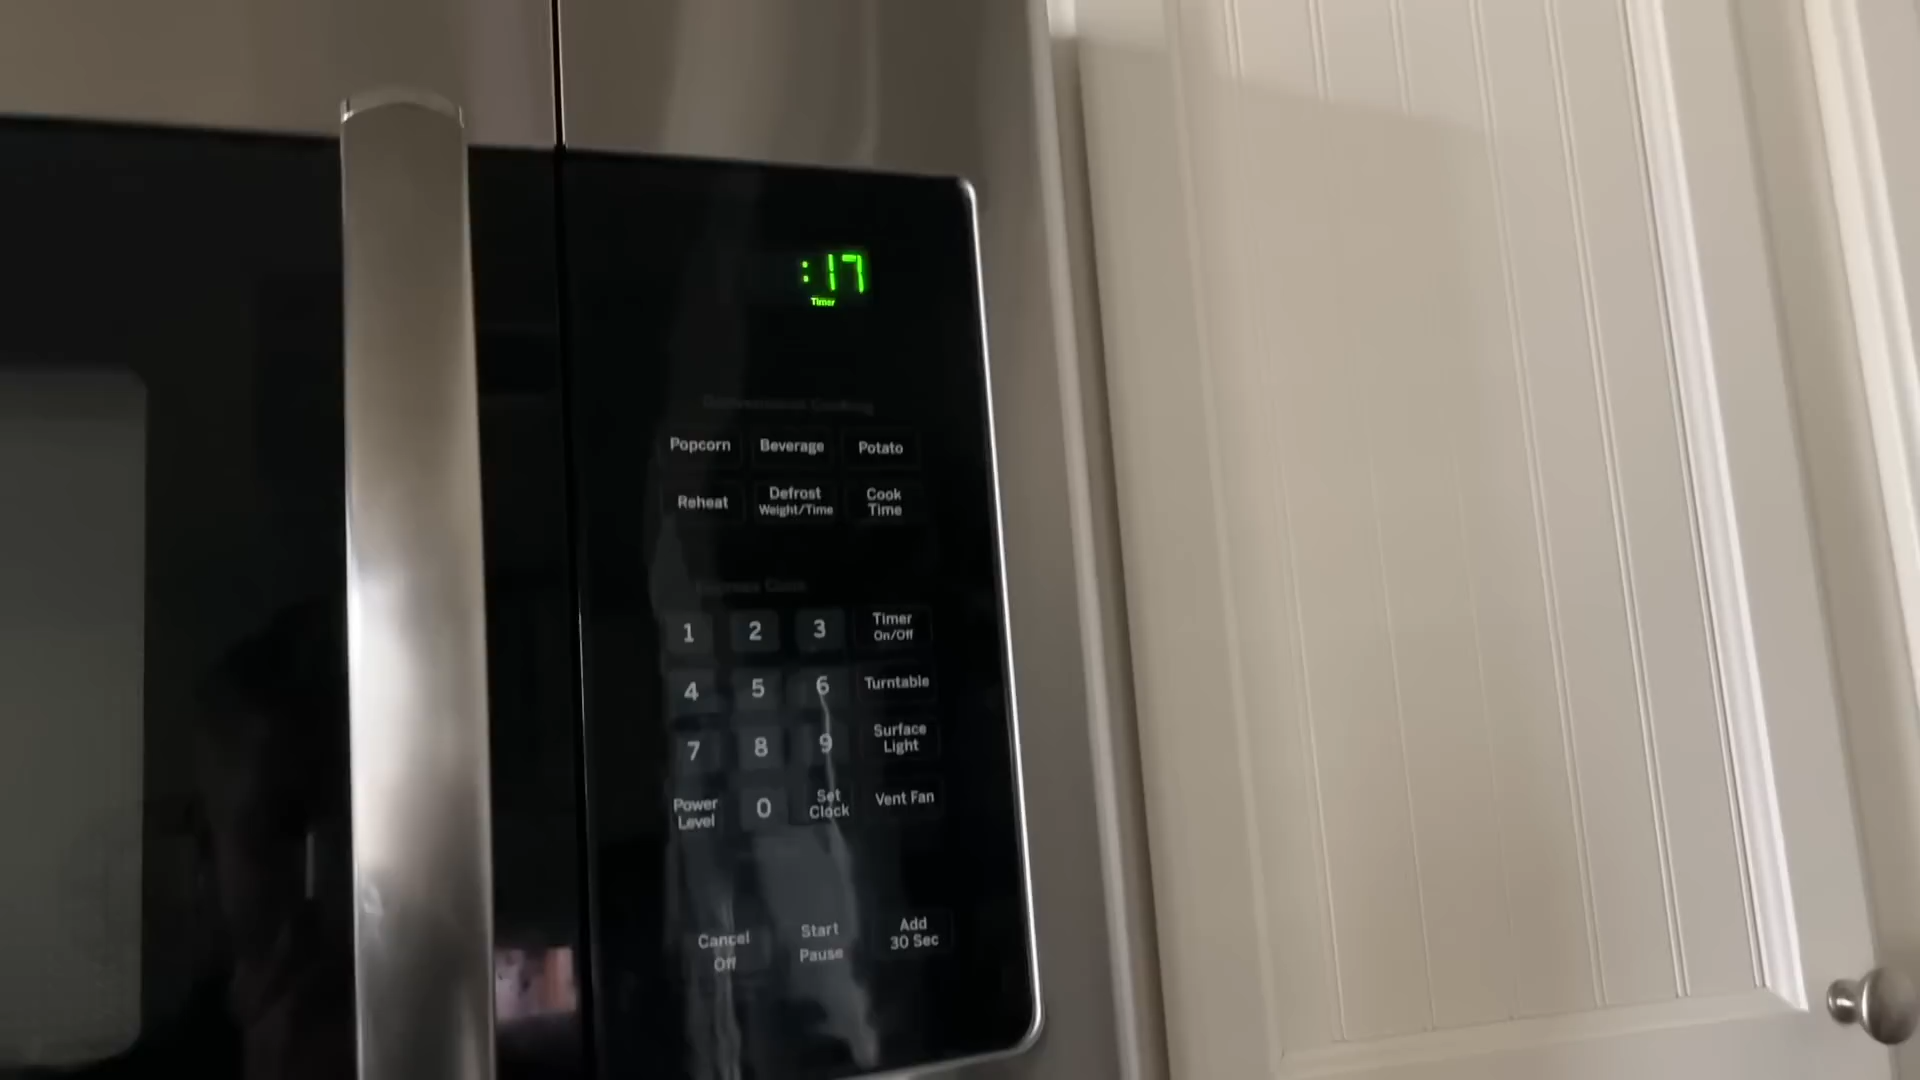 :17
Timer
Popcorn Beverage Potato
Reheat
Defrost
Weight/Time
Cook
Time
1 2 3
Timer
On/Off
4 5 6 Turntable
7 8 9
Surface
Light
Power
Level
0
Set
Clock
Vent Fan
Cancel
Off
Start
Pause
Add
30 Sec